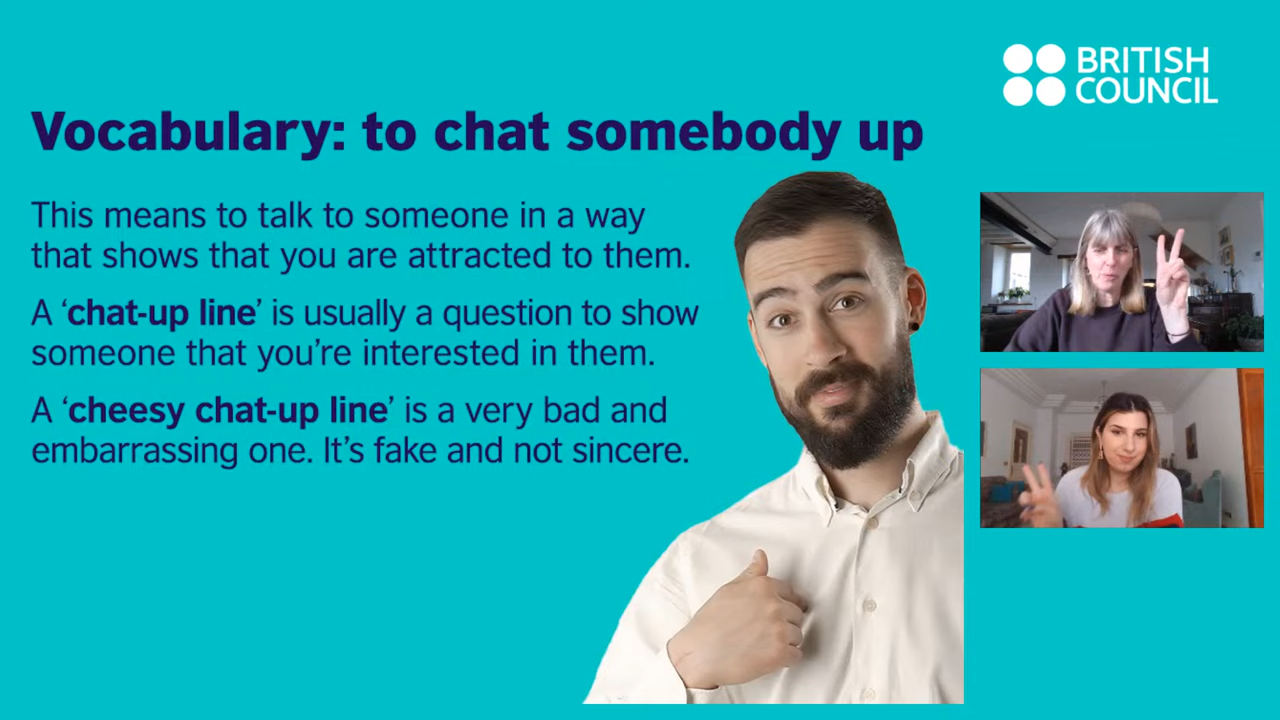 BRITISH
COUNCIL
Vocabulary: to chat somebody up
This means to talk to someone in a way
that shows that you are attracted to them.
A ‘chat-up line’ is usually a question to show
someone that you’re interested in them.
A ‘cheesy chat-up line’ is a very bad and
embarrassing one. It’s fake and not sincere.